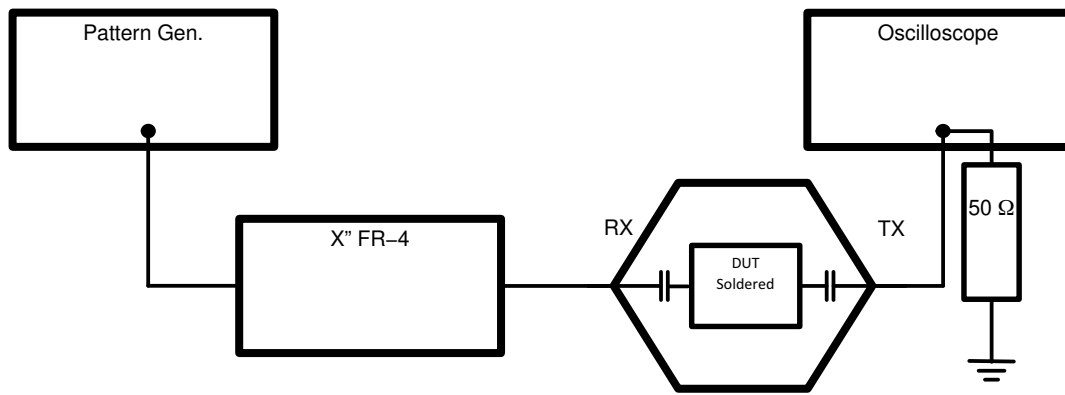 Pattern Gen.
Oscilloscope
X” FR−4
RX
TX
50 Ω
DUT
Soldered